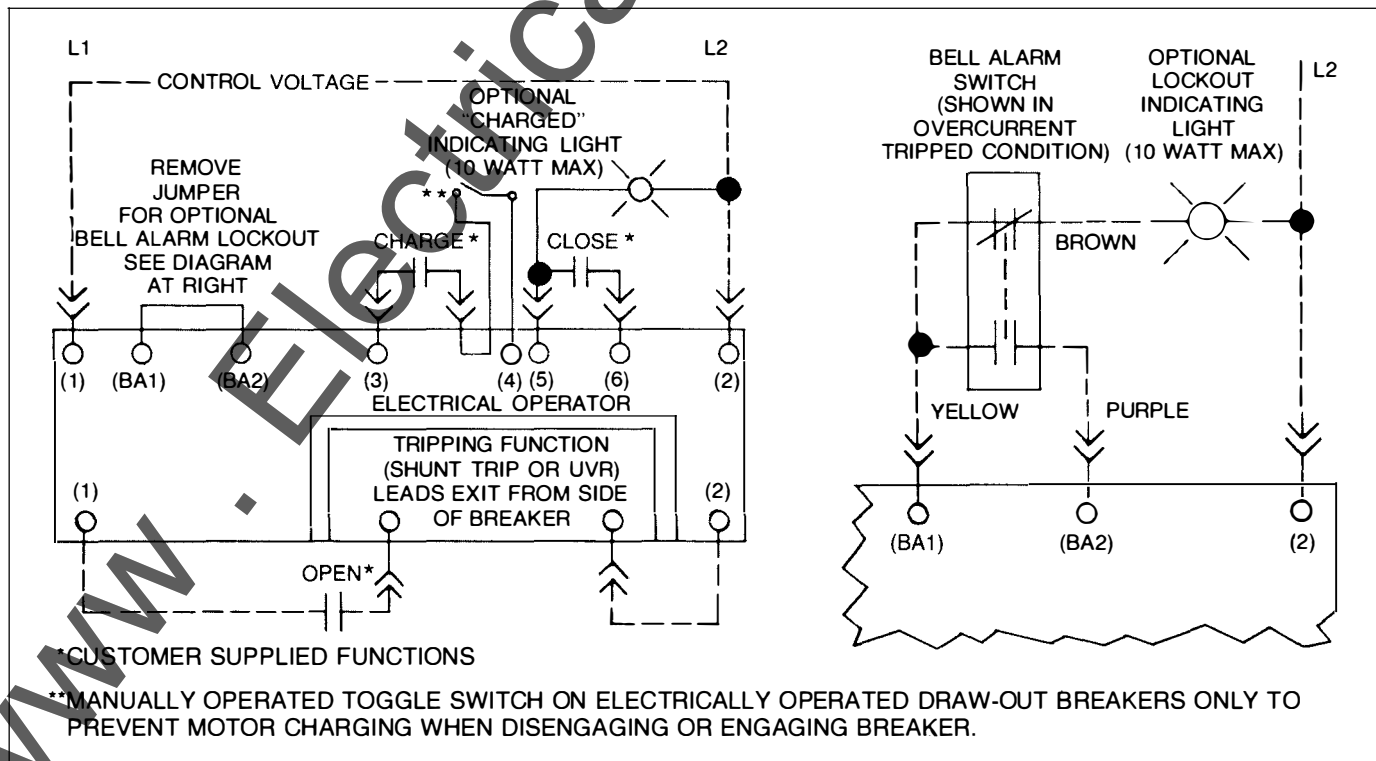 L1
L2
CONTROL VOLTAGE
OPTIONAL
"CHARGED"
INDICATING LIGHT
(10 WATT MAX)
REMOVE
JUMPER
FOR OPTIONAL
BELL ALARM LOCKOUT
SEE DIAGRAM
AT RIGHT
**
CHARGE*
CLOSE*
(1)
(BA1)
(BA2)
(3)
(4)
(5)
(6)
(2)
ELECTRICAL OPERATOR
TRIPPING FUNCTION
(SHUNT TRIP OR UVR)
LEADS EXIT FROM SIDE
OF BREAKER
(1)
(2)
OPEN*
BELL ALARM
SWITCH
(SHOWN IN
OVERCURRENT
TRIPPED CONDITION)
OPTIONAL
LOCKOUT
INDICATING
LIGHT
(10 WATT MAX)
L2
BROWN
YELLOW
PURPLE
(BA1)
(BA2)
(2)
*CUSTOMER SUPPLIED FUNCTIONS
**MANUALLY OPERATED TOGGLE SWITCH ON ELECTRICALLY OPERATED DRAW-OUT BREAKERS ONLY TO
PREVENT MOTOR CHARGING WHEN DISENGAGING OR ENGAGING BREAKER.
www . Electrica